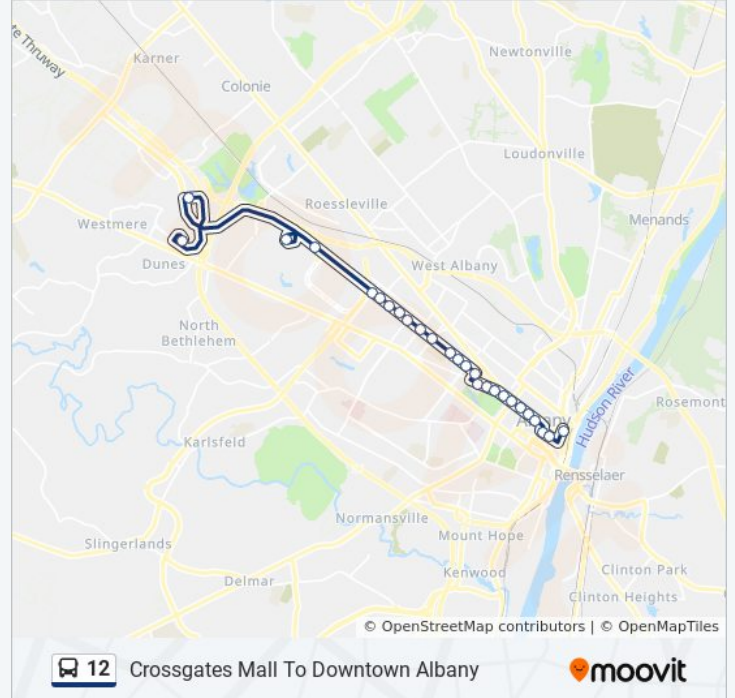 te Thruway
Karner
Newtonville
Colonie
Loudonville
Roessleville
Westmere
Menands
Dunes
West Albany
North
Bethlehem
Hudson River
Rosemont
Albany
Karlsfeld
Rensselaer
Normansville
Mount Hope
Slingerlands
Kenwood
Clinton Park
Delmar
Clinton Heights
© OpenStreetMap contributors | © OpenMapTiles
12 Crossgates Mall To Downtown Albany
moovit